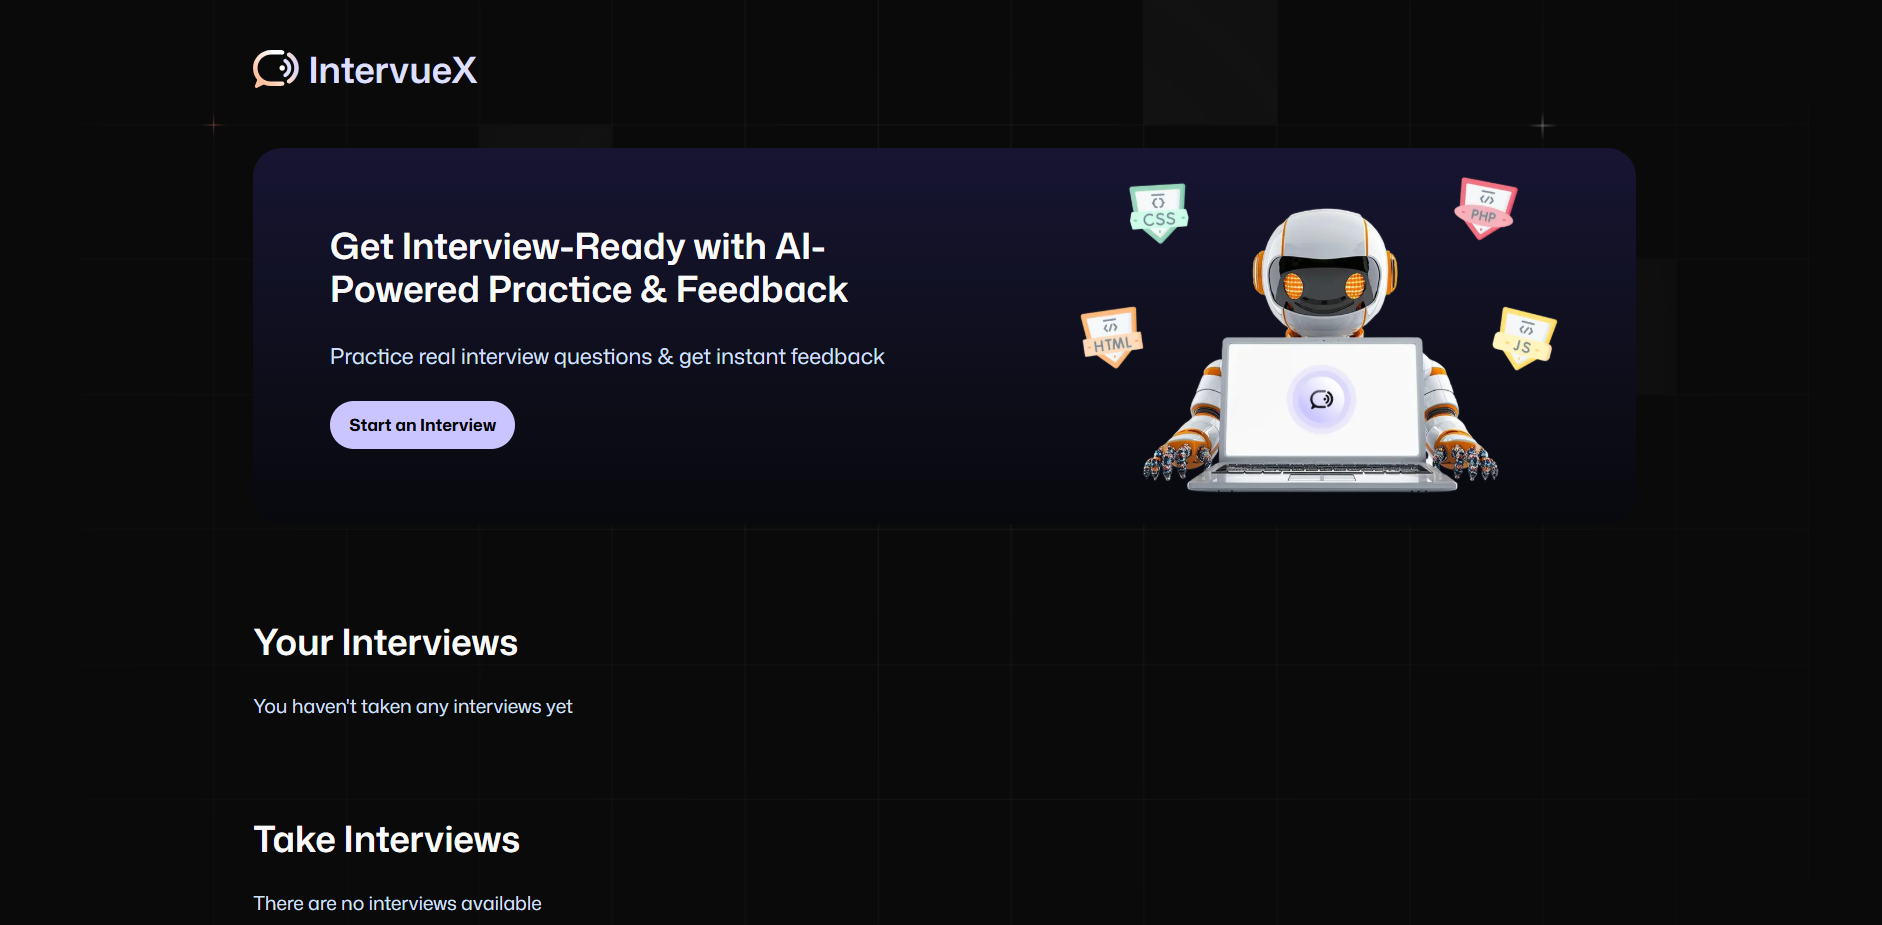 IntervueX
Get Interview-Ready with AI-
Powered Practice & Feedback
Practice real interview questions & get instant feedback
Start an Interview
CSS
PHP
HTML
JS
Your Interviews
You haven't taken any interviews yet
Take Interviews
There are no interviews available